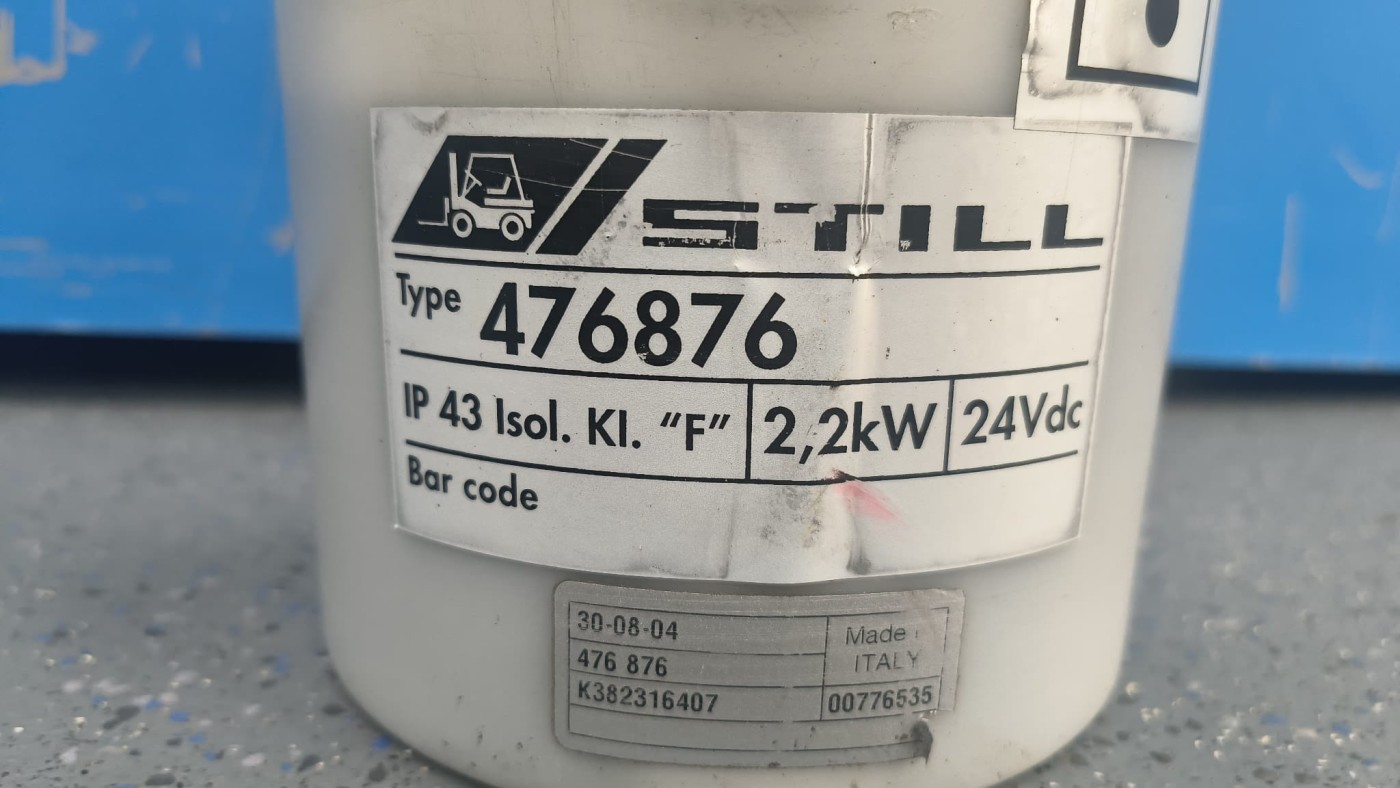 STILL
Type 476876
IP 43 Isol. Kl. "F" 2,2kW 24Vdc
Bar code
30-08-04
Made
476 876
ITALY
K382316407 00776535